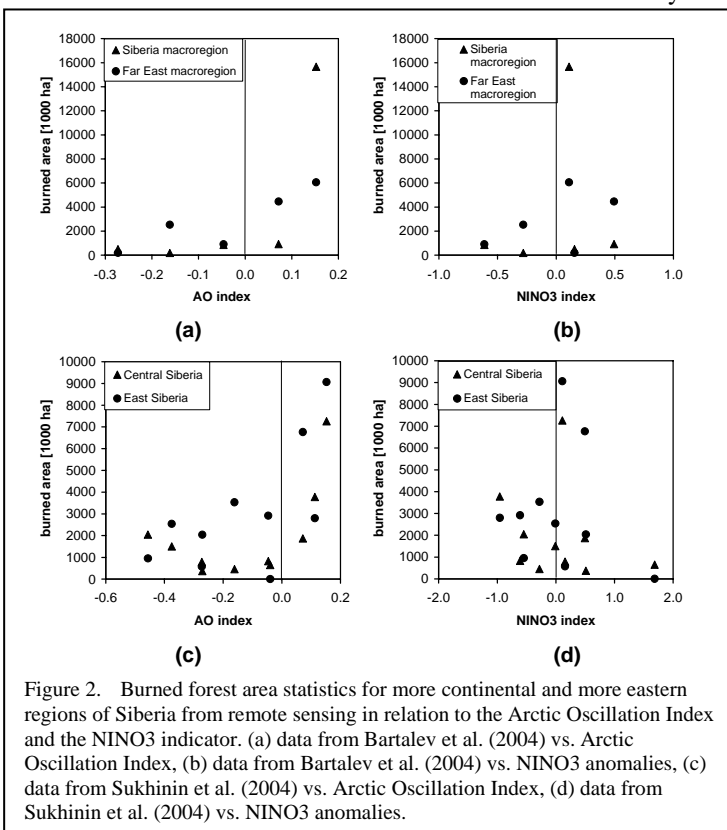 18000
16000
14000
12000
10000
8000
6000
4000
2000
0
burned area [1000 ha]
Siberia macroregion
Far East macroregion
-0.3 -0.2 -0.1 0.0 0.1 0.2
AO index
(a)
18000
16000
14000
12000
10000
8000
6000
4000
2000
0
burned area [1000 ha]
Siberia
macroregion
Far East
macroregion
-1.0 -0.5 0.0 0.5 1.0
NINO3 index
(b)
10000
9000
8000
7000
6000
5000
4000
3000
2000
1000
0
burned area [1000 ha]
Central Siberia
East Siberia
-0.6 -0.4 -0.2 0.0 0.2
AO index
(c)
10000
9000
8000
7000
6000
5000
4000
3000
2000
1000
0
burned area [1000 ha]
Central Siberia
East Siberia
-2.0 -1.0 0.0 1.0 2.0
NINO3 index
(d)
Figure 2. Burned forest area statistics for more continental and more eastern
regions of Siberia from remote sensing in relation to the Arctic Oscillation Index
and the NINO3 indicator. (a) data from Bartalev et al. (2004) vs. Arctic
Oscillation Index, (b) data from Bartalev et al. (2004) vs. NINO3 anomalies, (c)
data from Sukhinin et al. (2004) vs. Arctic Oscillation Index, (d) data from
Sukhinin et al. (2004) vs. NINO3 anomalies.